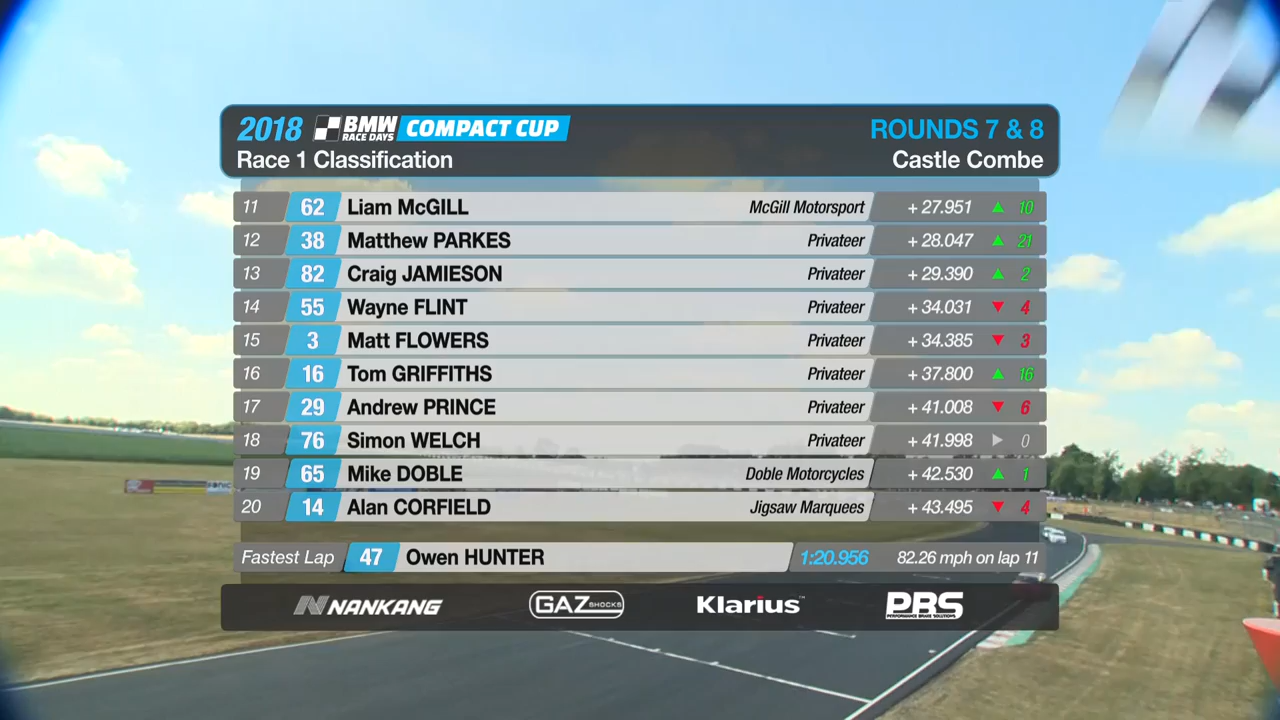 2018 BMW RACE DAYS COMPACT CUP ROUNDS 7 & 8
Race 1 Classification Castle Combe
11 62 Liam McGILL McGill Motorsport + 27.951 ▲ 10
12 38 Matthew PARKES Privateer + 28.047 ▲ 21
13 82 Craig JAMIESON Privateer + 29.390 ▲ 2
14 55 Wayne FLINT Privateer + 34.031 ▼ 4
15 3 Matt FLOWERS Privateer + 34.385 ▼ 3
16 16 Tom GRIFFITHS Privateer + 37.800 ▲ 16
17 29 Andrew PRINCE Privateer + 41.008 ▼ 6
18 76 Simon WELCH Privateer + 41.998 ▶ 0
19 65 Mike DOBLE Doble Motorcycles + 42.530 ▲ 1
20 14 Alan CORFIELD Jigsaw Marquees + 43.495 ▼ 4
Fastest Lap 47 Owen HUNTER 1:20.956 82.26 mph on lap 11
NANKANG GAZ SHOCKS Klarius™ PBS PERFORMANCE BRAKE SOLUTIONS